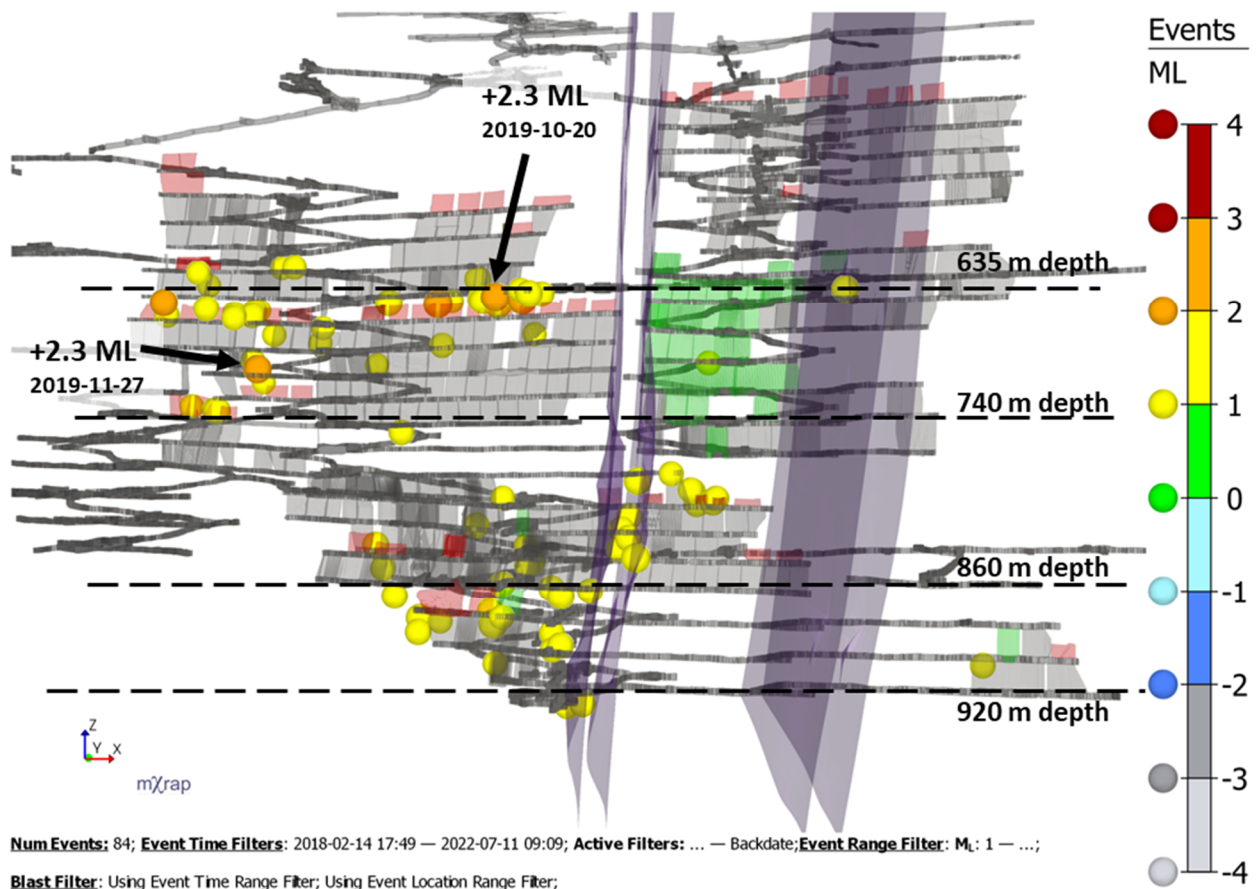 Events
ML
+2.3 ML
2019-10-20
4
3
635 m depth
2
+2.3 ML
2019-11-27
740 m depth
1
0
860 m depth
-1
-2
920 m depth
Z
Y X
mχrap
-3
-4
Num Events: 84; Event Time Filters: 2018-02-14 17:49 — 2022-07-11 09:09; Active Filters: ... — Backdate;Event Range Filter: ML: 1 — ...;
Blast Filter: Using Event Time Range Filter; Using Event Location Range Filter;